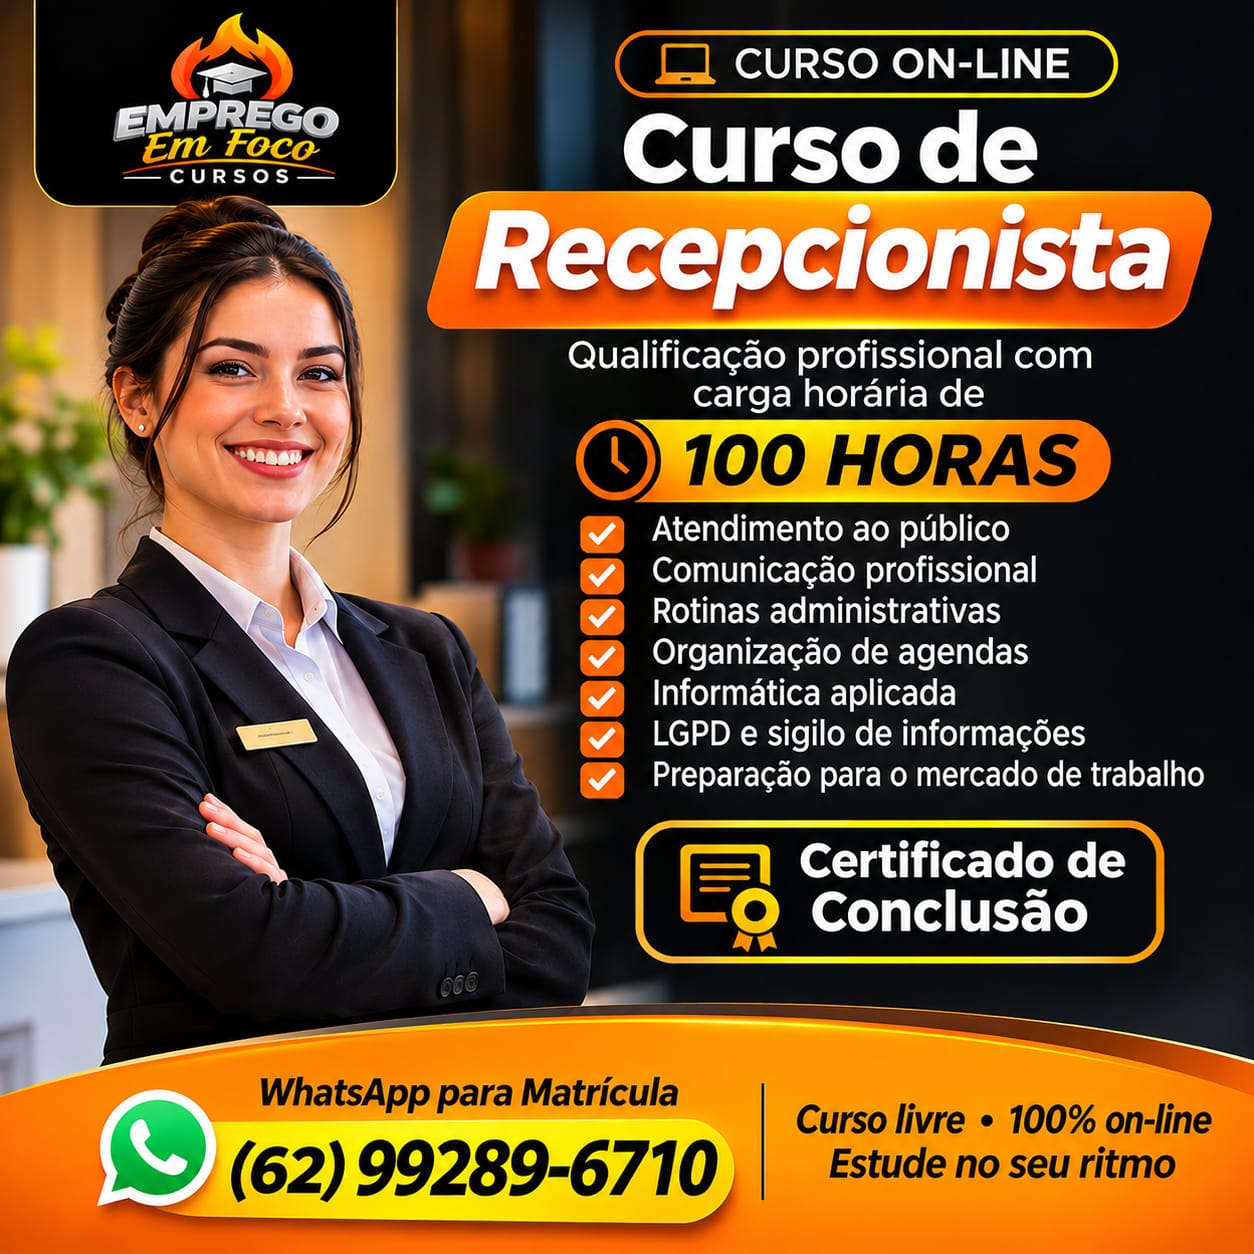 EMPREGO
Em Foco
CURSOS
CURSO ON-LINE
Curso de
Recepcionista
Qualificação profissional com
carga horária de
100 HORAS
Atendimento ao público
Comunicação profissional
Rotinas administrativas
Organização de agendas
Informática aplicada
LGPD e sigilo de informações
Preparação para o mercado de trabalho
Certificado de
Conclusão
WhatsApp para Matrícula
(62) 99289-6710
Curso livre • 100% on-line
Estude no seu ritmo